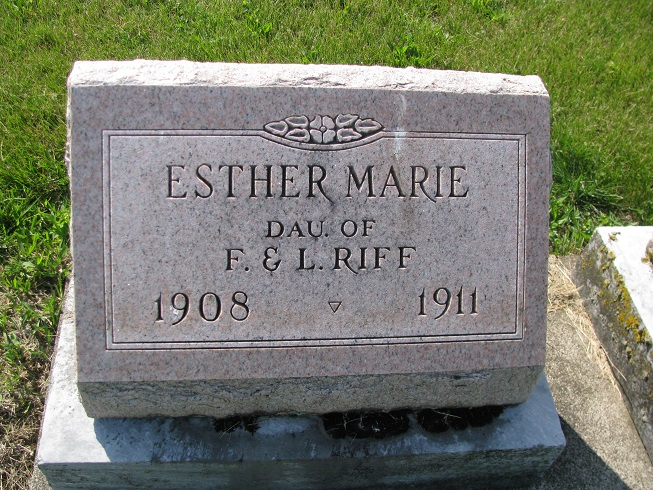 ESTHER MARIE
DAU. OF
F. & L. RIFF
1908 1911